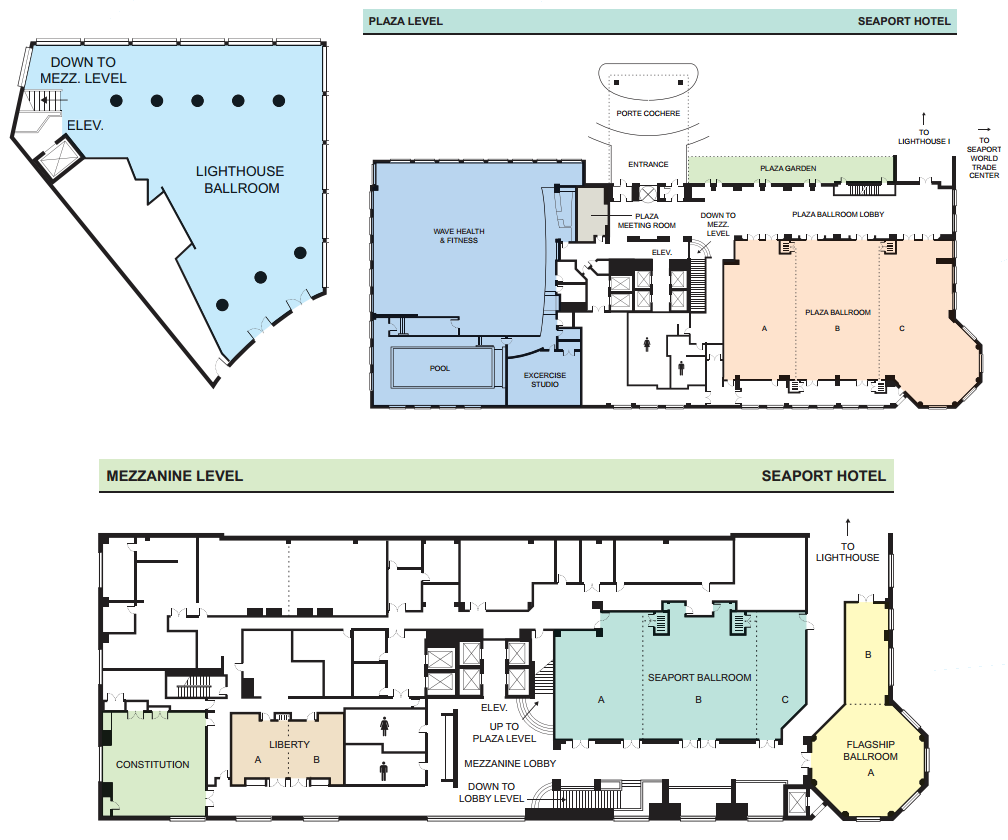 PLAZA LEVEL
SEAPORT HOTEL
DOWN TO
MEZZ. LEVEL
ELEV.
LIGHTHOUSE
BALLROOM
PORTE COCHERE
ENTRANCE
PLAZA GARDEN
TO
LIGHTHOUSE I
TO
SEAPORT
WORLD
TRADE
CENTER
WAVE HEALTH
& FITNESS
PLAZA
MEETING ROOM
DOWN TO
MEZZ.
LEVEL
PLAZA BALLROOM LOBBY
ELEV.
PLAZA BALLROOM
A
B
C
POOL
EXCERCISE
STUDIO
MEZZANINE LEVEL
SEAPORT HOTEL
TO
LIGHTHOUSE
SEAPORT BALLROOM
A
B
C
B
FLAGSHIP
BALLROOM
A
ELEV.
UP TO
PLAZA LEVEL
MEZZANINE LOBBY
DOWN TO
LOBBY LEVEL
CONSTITUTION
LIBERTY
A
B